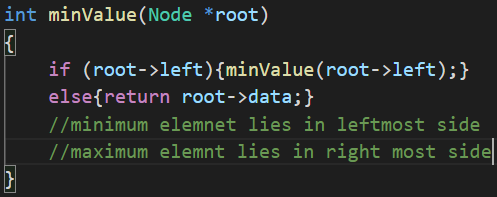 int minValue(Node *root)
{
    if (root->left){minValue(root->left);}
    else{return root->data;}
    //minimum elemnet lies in leftmost side
    //maximum elemnt lies in right most side
}